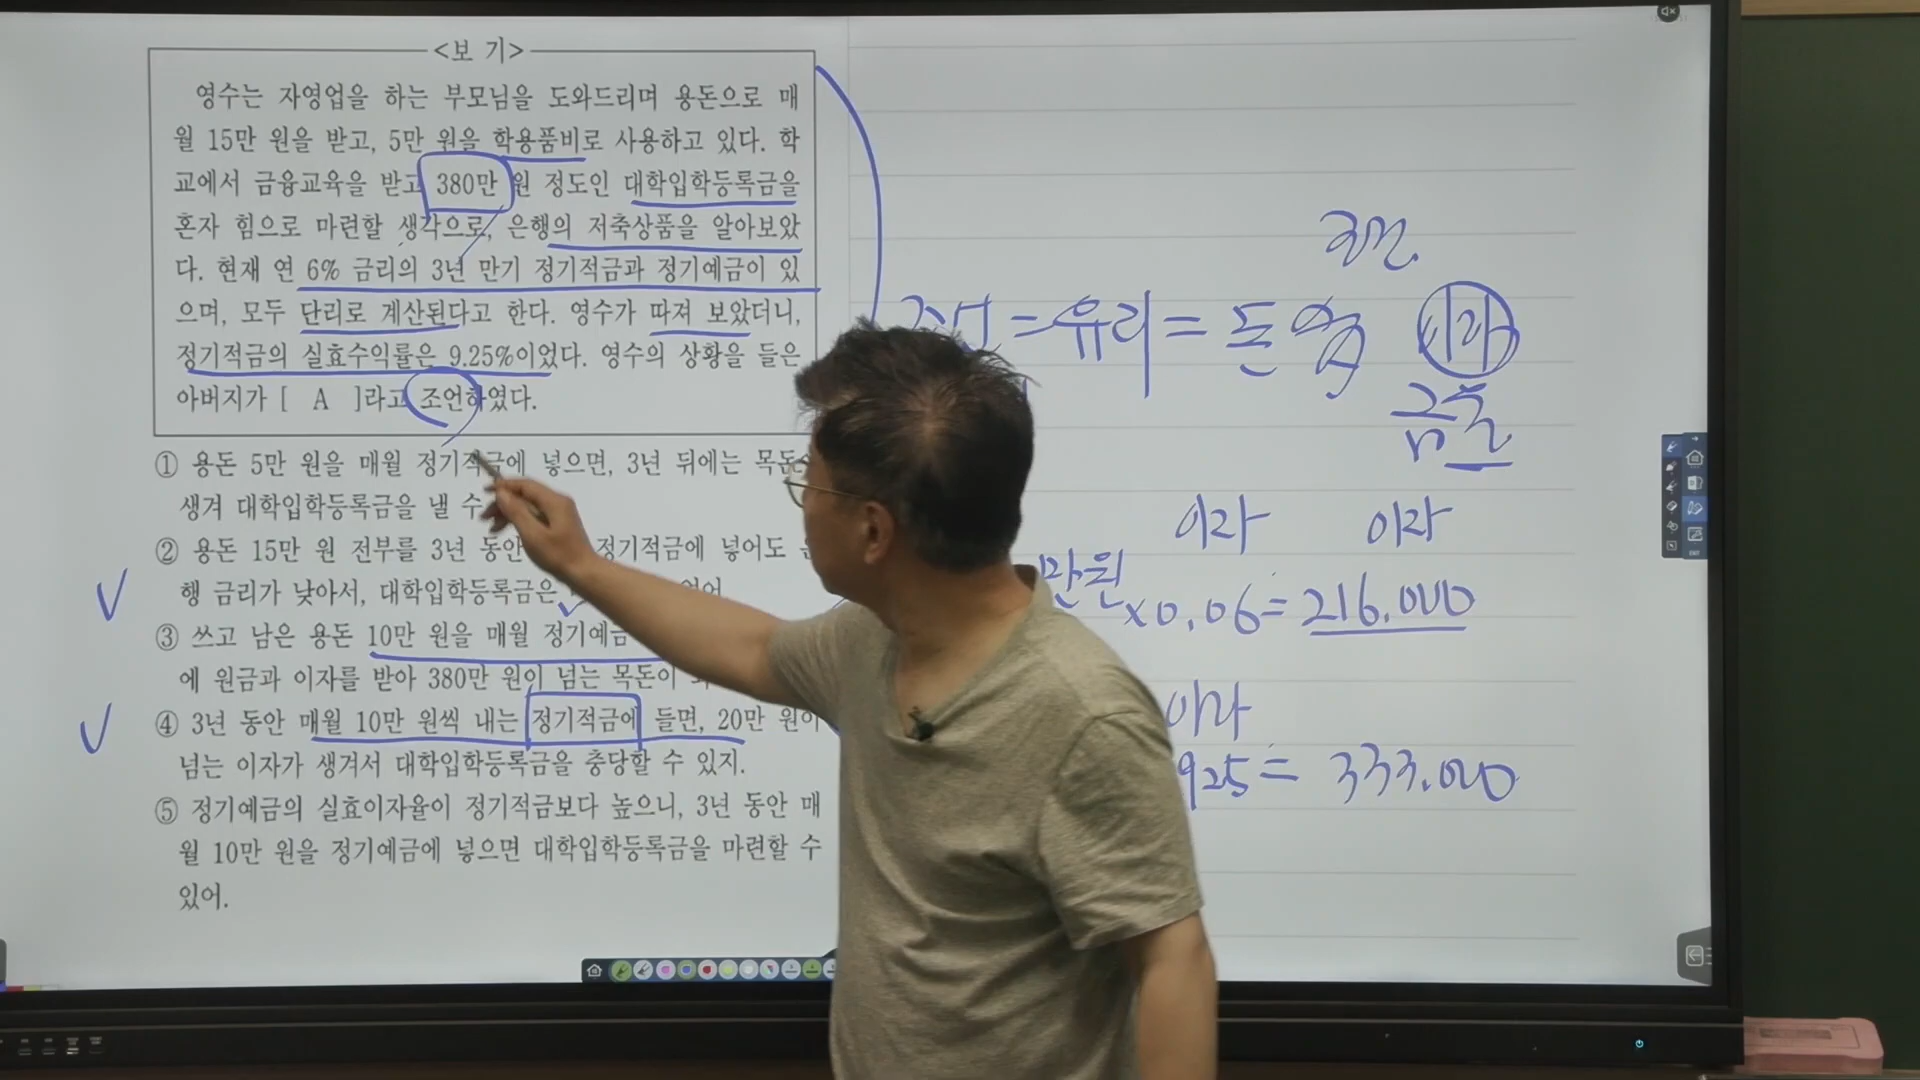 <보 기>
영수는 자영업을 하는 부모님을 도와드리며 용돈으로 매
월 15만 원을 받고, 5만 원을 학용품비로 사용하고 있다. 학
교에서 금융교육을 받고 380만 원 정도인 대학입학등록금을
혼자 힘으로 마련할 생각으로, 은행의 저축상품을 알아보았
다. 현재 연 6% 금리의 3년 만기 정기적금과 정기예금이 있
으며, 모두 단리로 계산된다고 한다. 영수가 따져 보았더니,
정기적금의 실효수익률은 9.25%이었다. 영수의 상황을 들은
아버지가 [ A ]라고 조언하였다.
① 용돈 5만 원을 매월 정기적금에 넣으면, 3년 뒤에는 목돈
생겨 대학입학등록금을 낼 수
② 용돈 15만 원 전부를 3년 동안 정기적금에 넣어도 은
행 금리가 낮아서, 대학입학등록금은 없어
③ 쓰고 남은 용돈 10만 원을 매월 정기예금
에 원금과 이자를 받아 380만 원이 넘는 목돈이
④ 3년 동안 매월 10만 원씩 내는 정기적금에 들면, 20만 원이
넘는 이자가 생겨서 대학입학등록금을 충당할 수 있지.
⑤ 정기예금의 실효이자율이 정기적금보다 높으니, 3년 동안 매
월 10만 원을 정기예금에 넣으면 대학입학등록금을 마련할 수
있어.
= 유리 = 돈 이자
금융
이자 이자
만원 ×0.06= 216.000
이자
925= 333.000